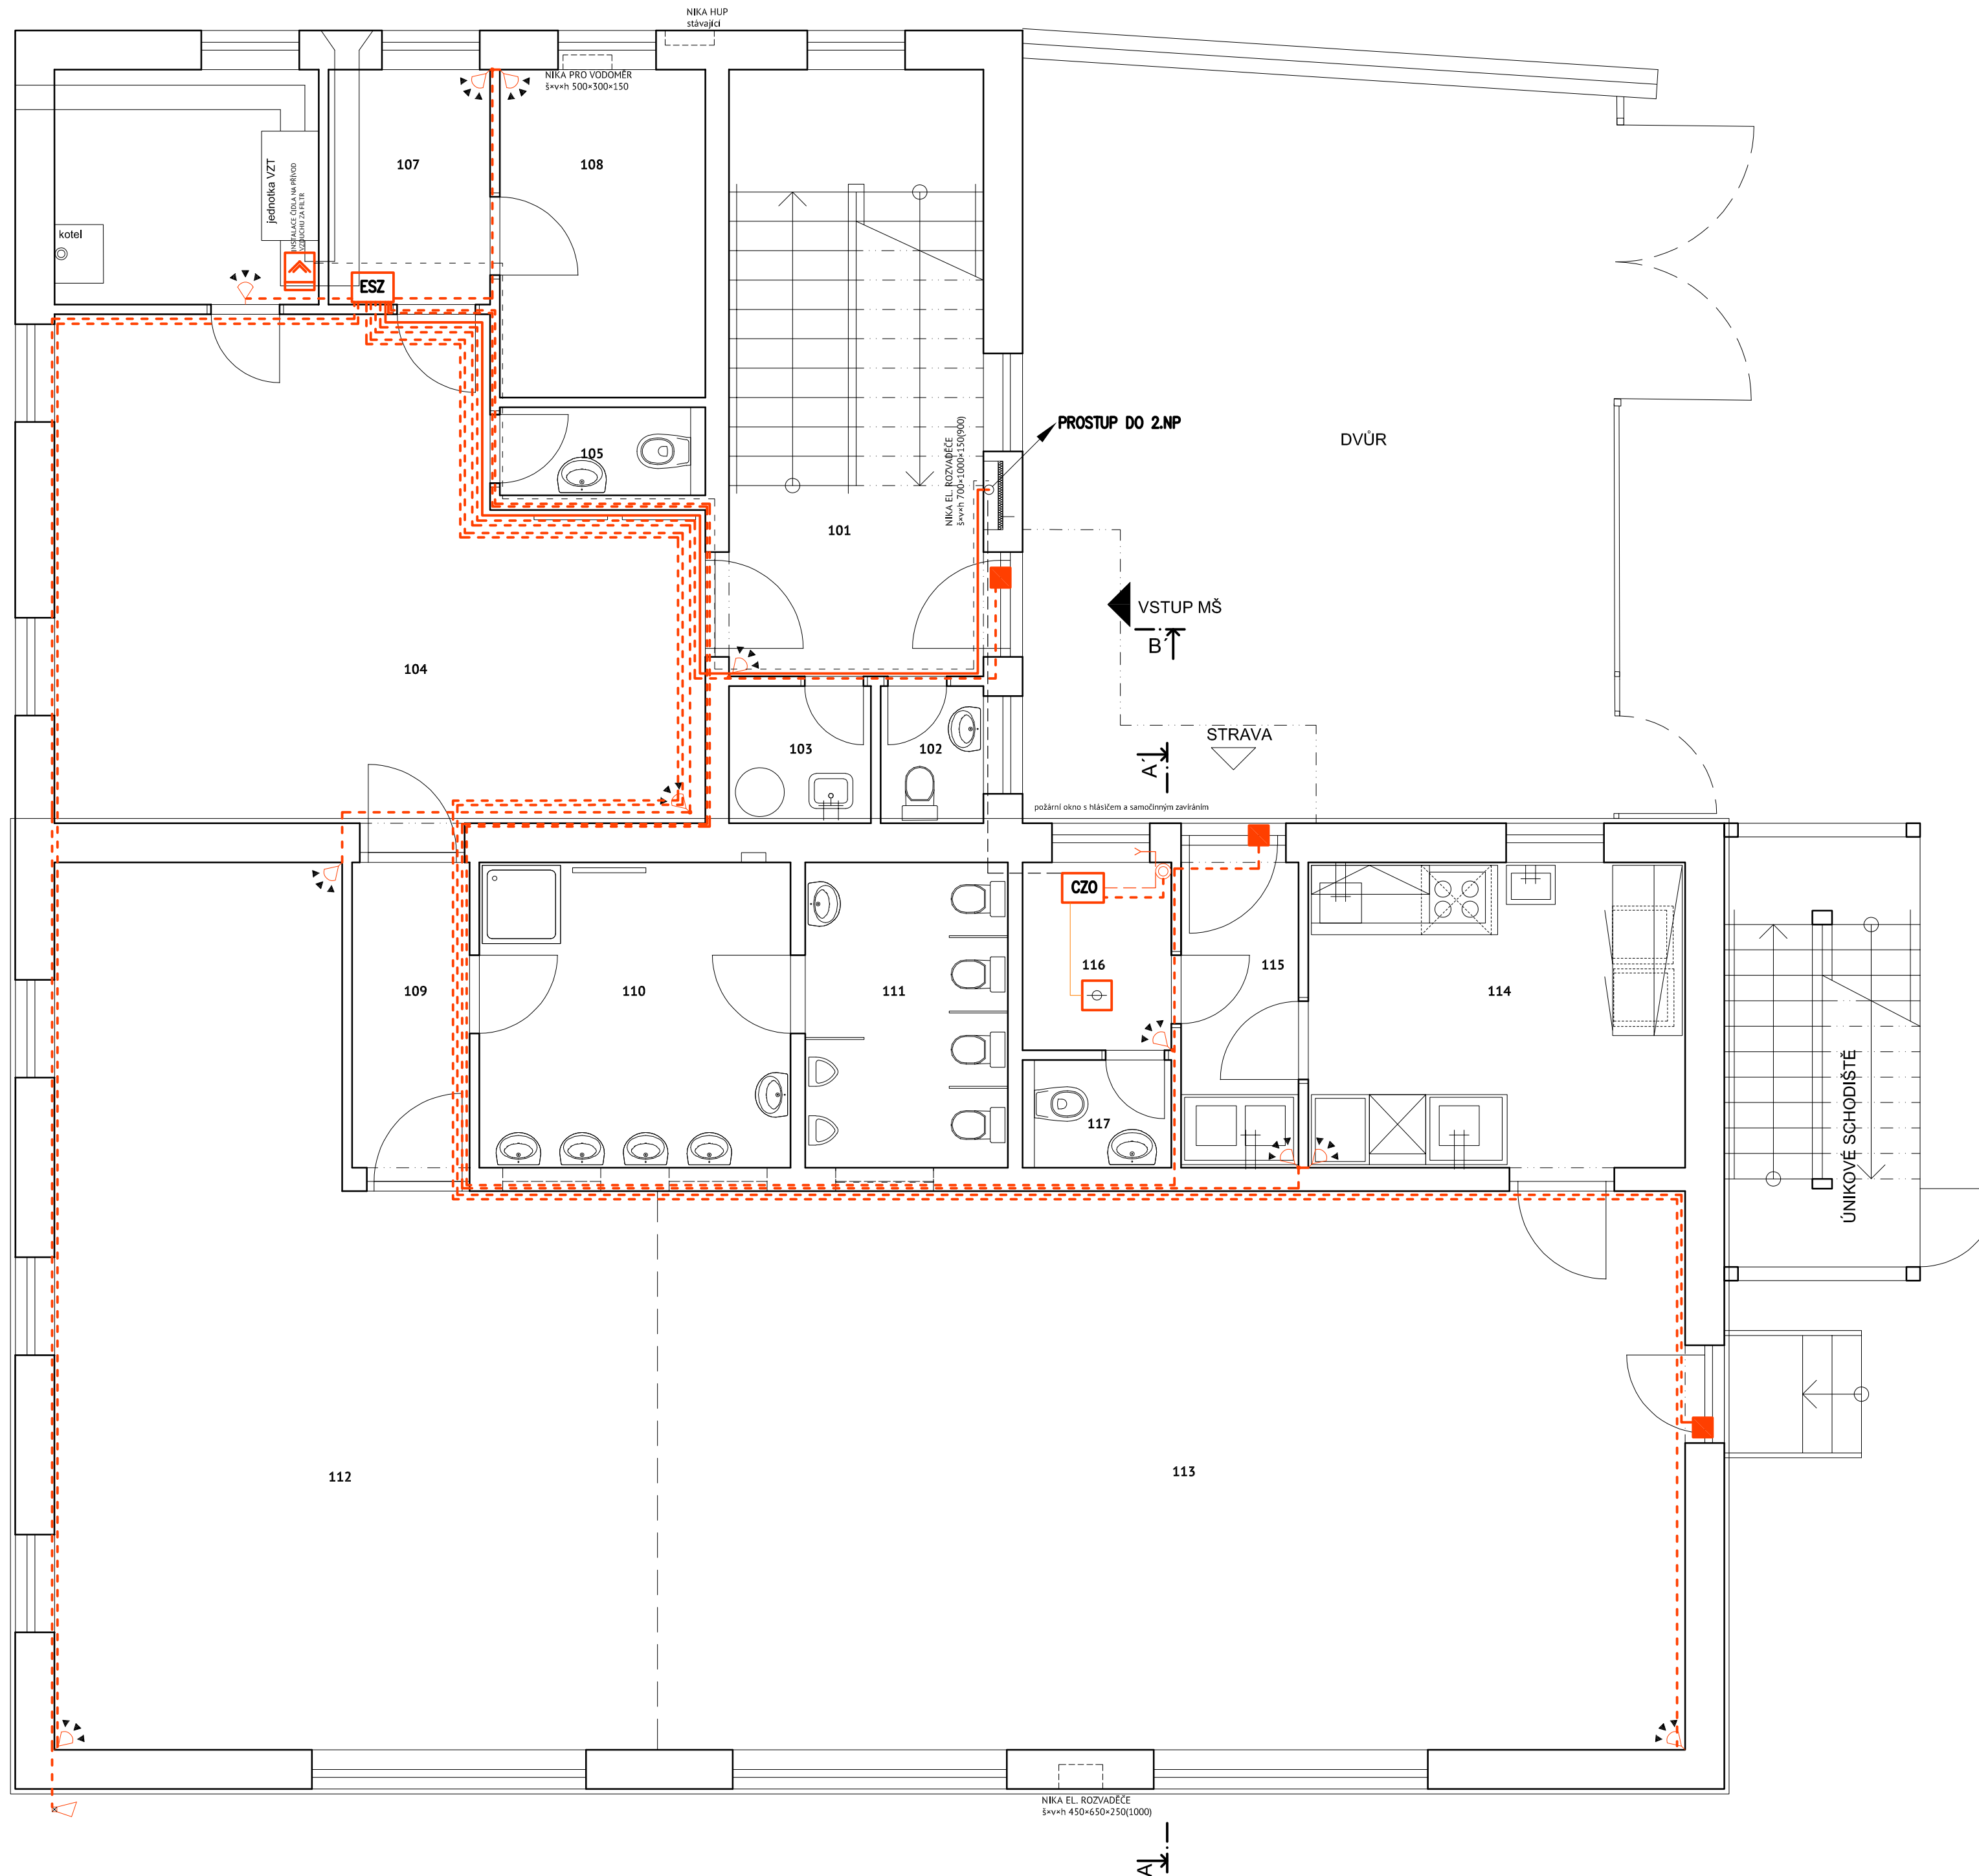 NIKA HUP
stávající
NIKA PRO VODOMĚR
š×v×h 500×300×150
107
108
jednotka VZT
INSTALACE ČIDLA NA PŘÍVOD
VZDUCHU ZA FILTR
kotel
ESZ
PROSTUP DO 2.NP
DVŮR
105
NIKA EL. ROZVADĚČE
š×v×h 700×1000×150(900)
101
VSTUP MŠ
B´
104
STRAVA
103
102
A´
požární okno s hlásičem a samočinným zavíráním
CZO
109
110
111
116
115
114
117
ÚNIKOVÉ SCHODIŠTĚ
112
113
NIKA EL. ROZVADĚČE
š×v×h 450×650×250(1000)
A